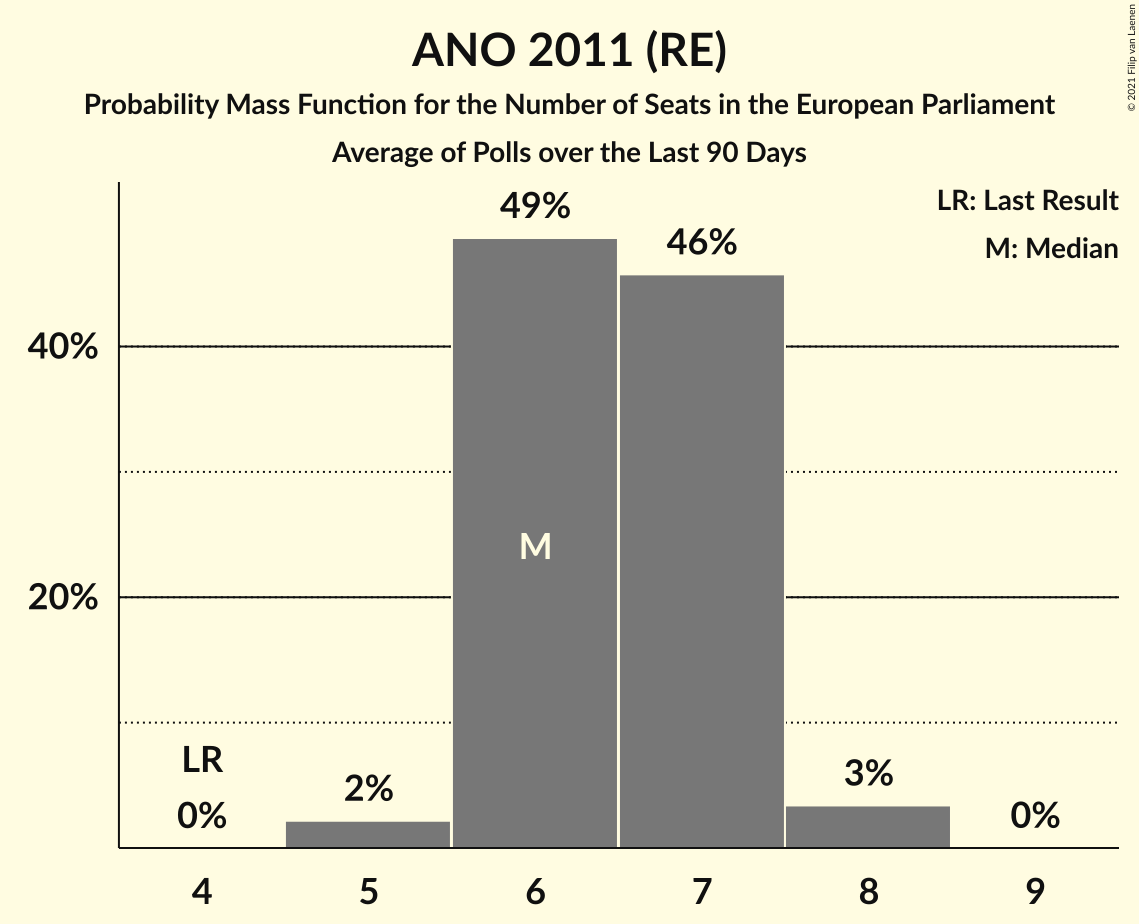 ANO 2011 (RE)
Probability Mass Function for the Number of Seats in the European Parliament
Average of Polls over the Last 90 Days
© 2021 Filip van Laenen
LR: Last Result
M: Median
49%
46%
40%
M
20%
LR
0%
2%
3%
0%
4 5 6 7 8 9